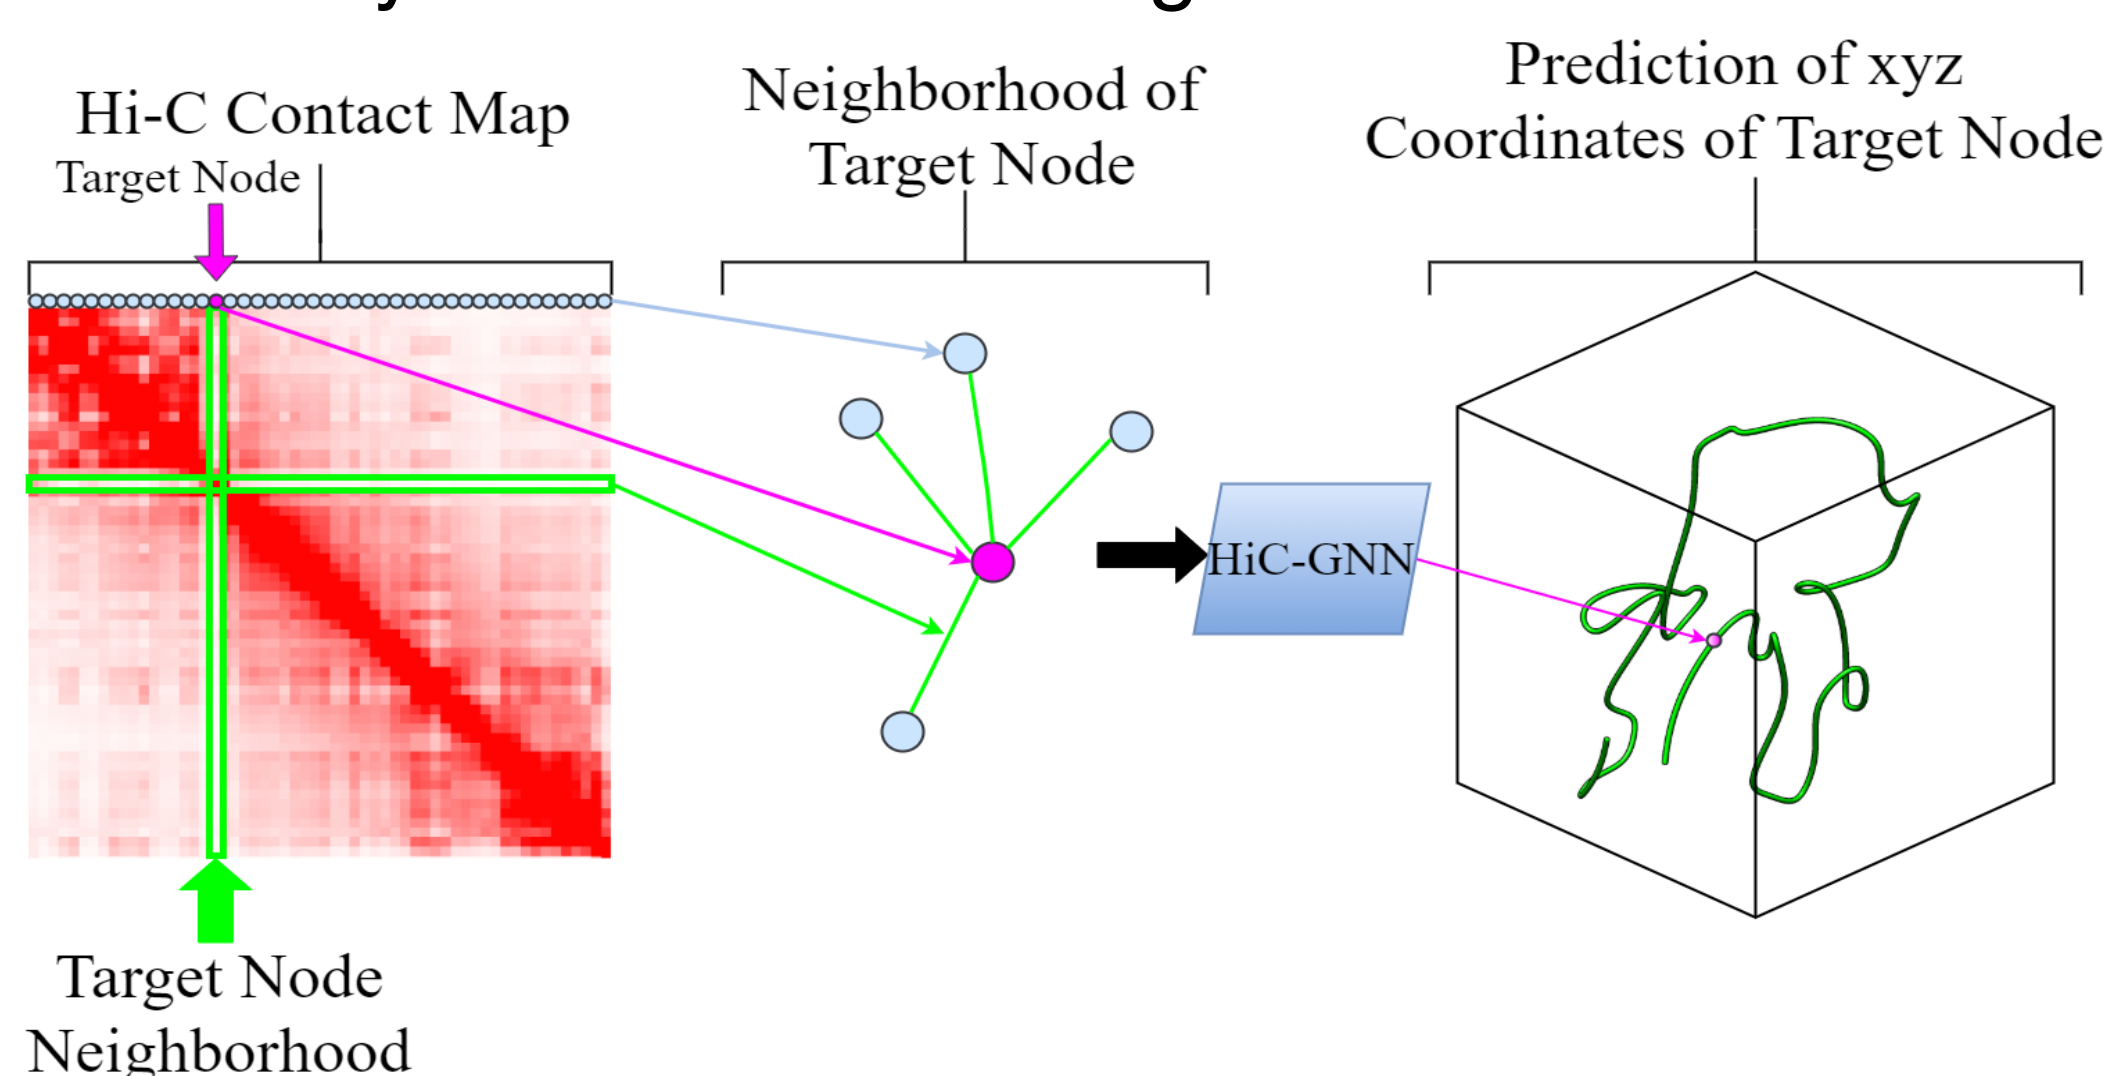 Hi-C Contact Map
Target Node
Neighborhood of
Target Node
Prediction of xyz
Coordinates of Target Node
HiC-GNN
Target Node
Neighborhood